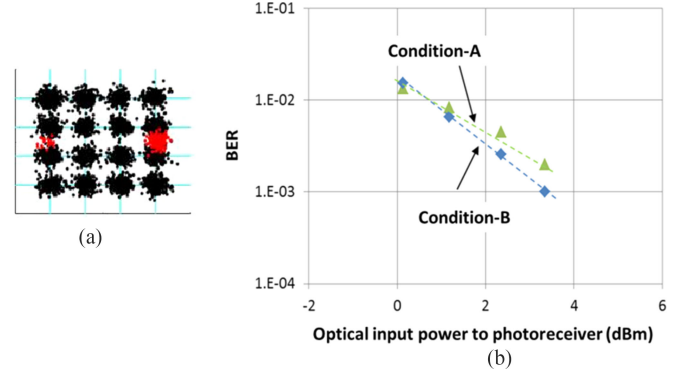 (a)
1.E-01
1.E-02
1.E-03
1.E-04
BER
Condition-A
Condition-B
-2 0 2 4 6
Optical input power to photoreceiver (dBm)
(b)